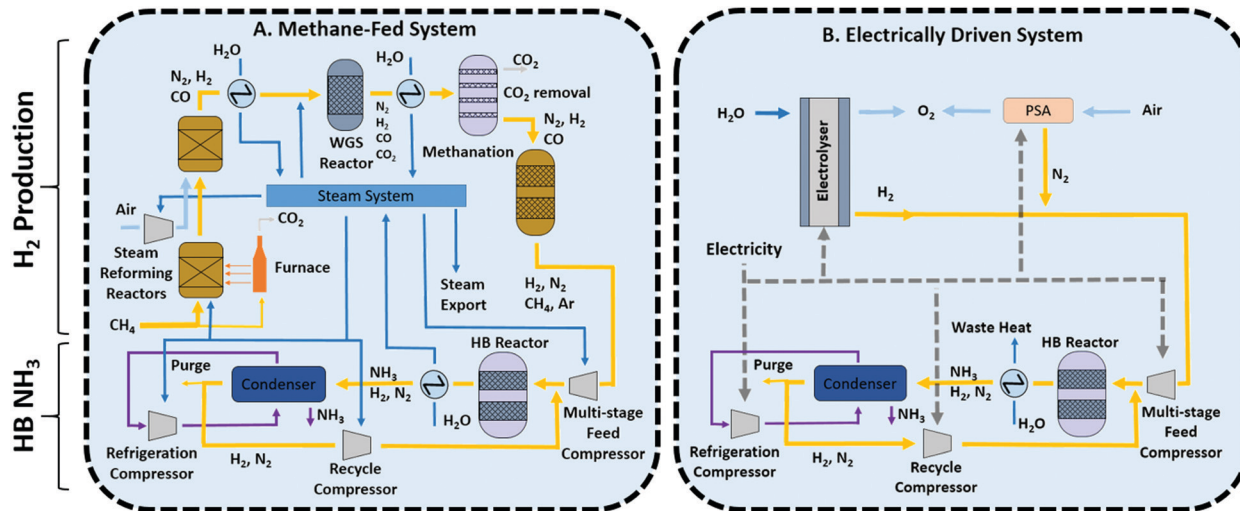 A. Methane-Fed System
H₂ Production
HB NH₃
H₂O
H₂O
CO₂
N₂, H₂
CO
CO₂ removal
N₂
H₂
CO
CO₂
N₂, H₂
CO
WGS
Reactor
Methanation
Steam System
Air
CO₂
Steam
Reforming
Reactors
Furnace
Steam
Export
H₂, N₂
CH₄, Ar
CH₄
HB Reactor
Purge
Condenser
NH₃
H₂, N₂
NH₃
H₂O
Multi-stage
Feed
Compressor
Refrigeration
Compressor
H₂, N₂
Recycle
Compressor
B. Electrically Driven System
H₂O
Electrolyser
O₂
PSA
Air
N₂
H₂
Electricity
Waste Heat
HB Reactor
Purge
Condenser
NH₃
H₂, N₂
NH₃
H₂O
Multi-stage
Feed
Compressor
Refrigeration
Compressor
H₂, N₂
Recycle
Compressor